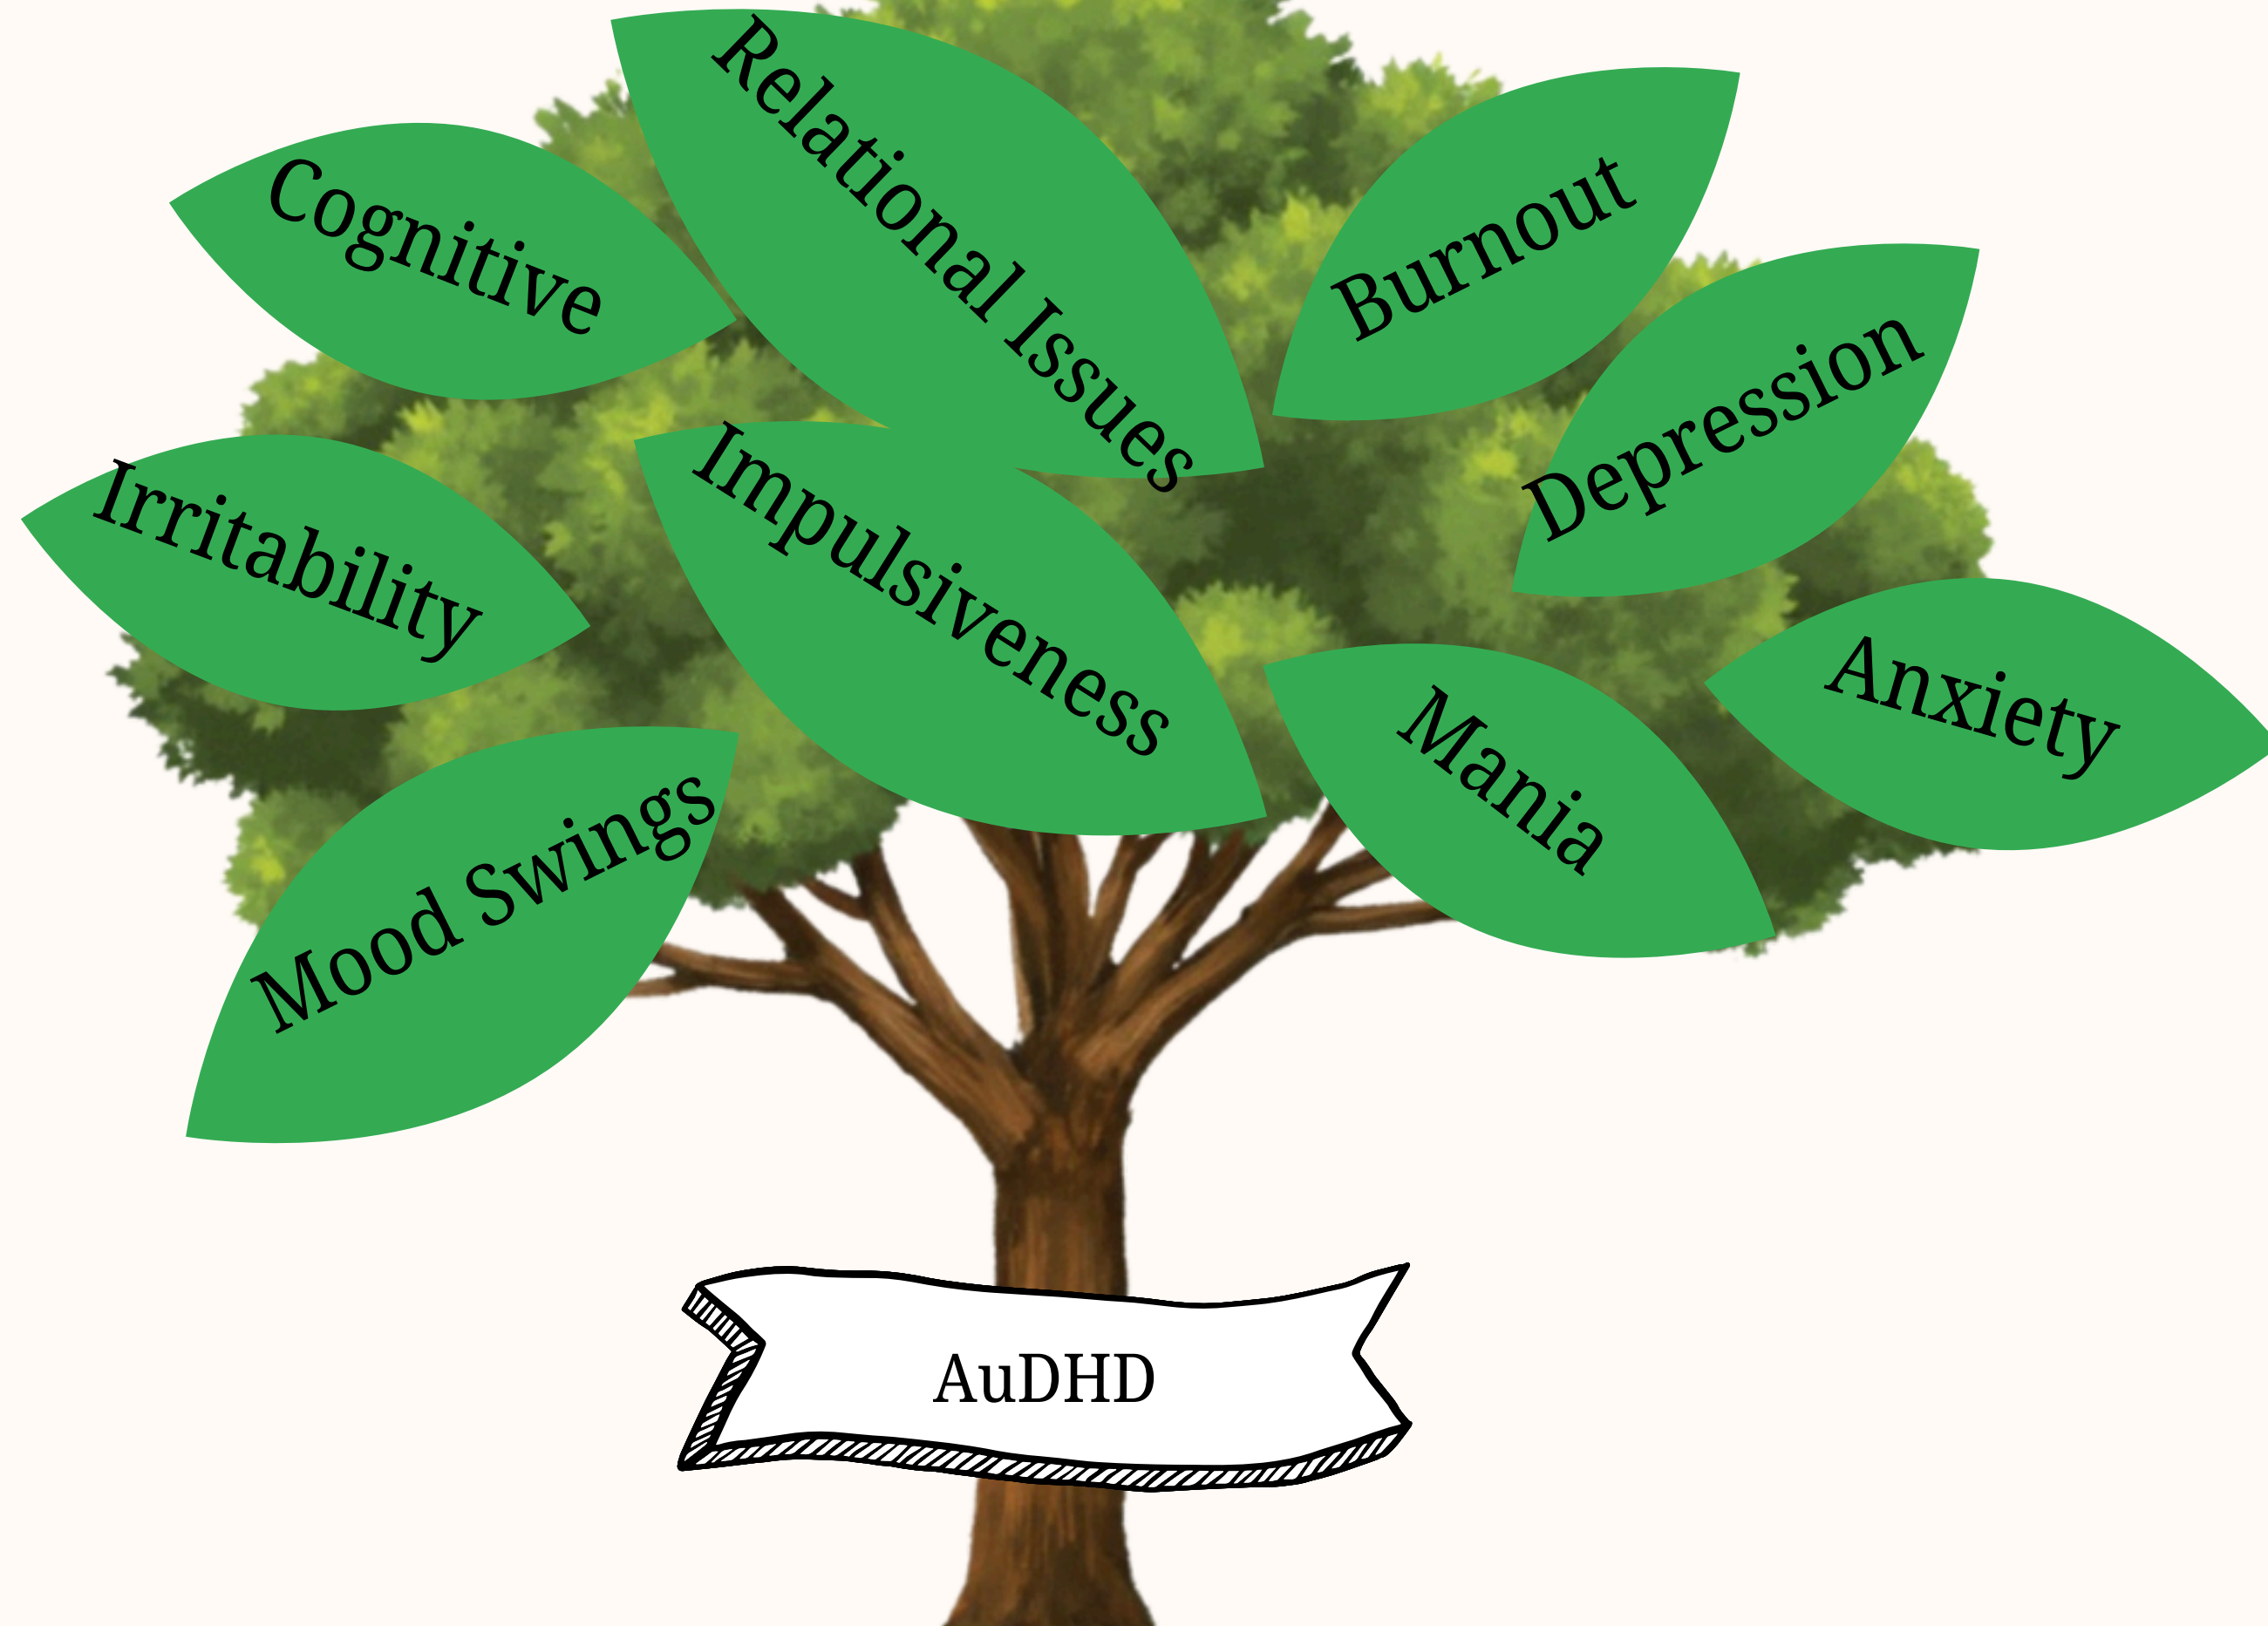 Relational Issues
Cognitive
Burnout
Depression
Irritability
Impulsiveness
Anxiety
Mania
Mood Swings
AuDHD